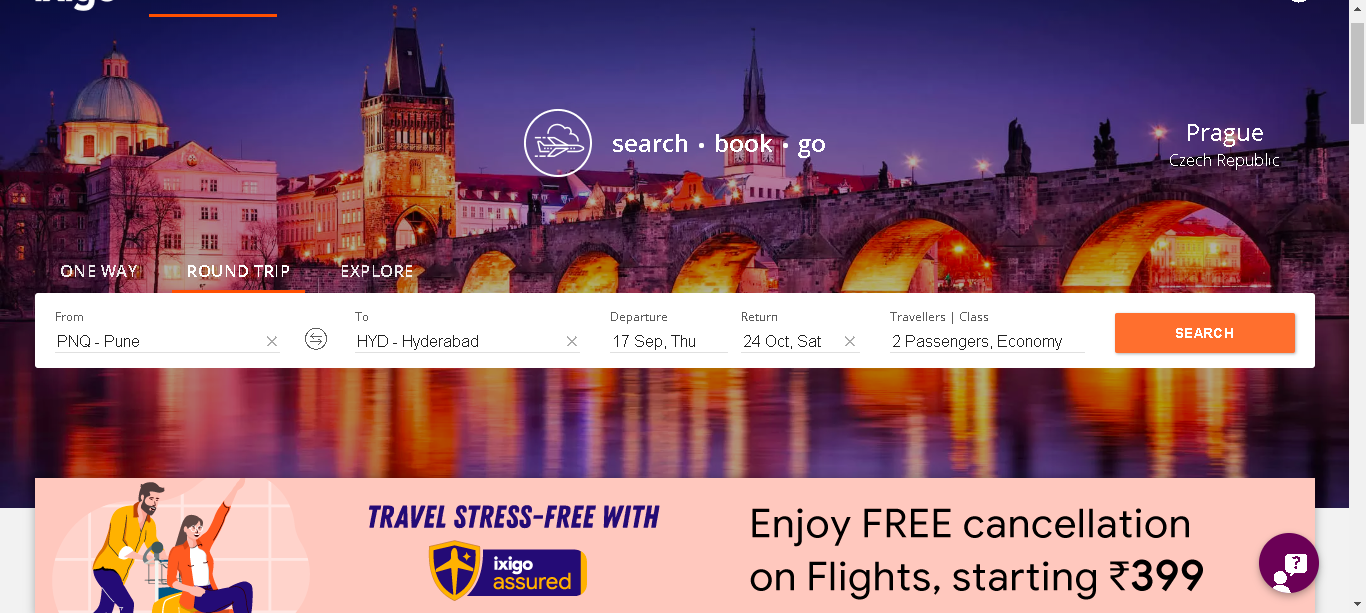 ixigo
search • book • go
Prague
Czech Republic
ONE WAY
ROUND TRIP
EXPLORE
From
PNQ - Pune
To
HYD - Hyderabad
Departure
17 Sep, Thu
Return
24 Oct, Sat
Travellers | Class
2 Passengers, Economy
SEARCH
TRAVEL STRESS-FREE WITH
ixigo
assured
Enjoy FREE cancellation
on Flights, starting ₹399